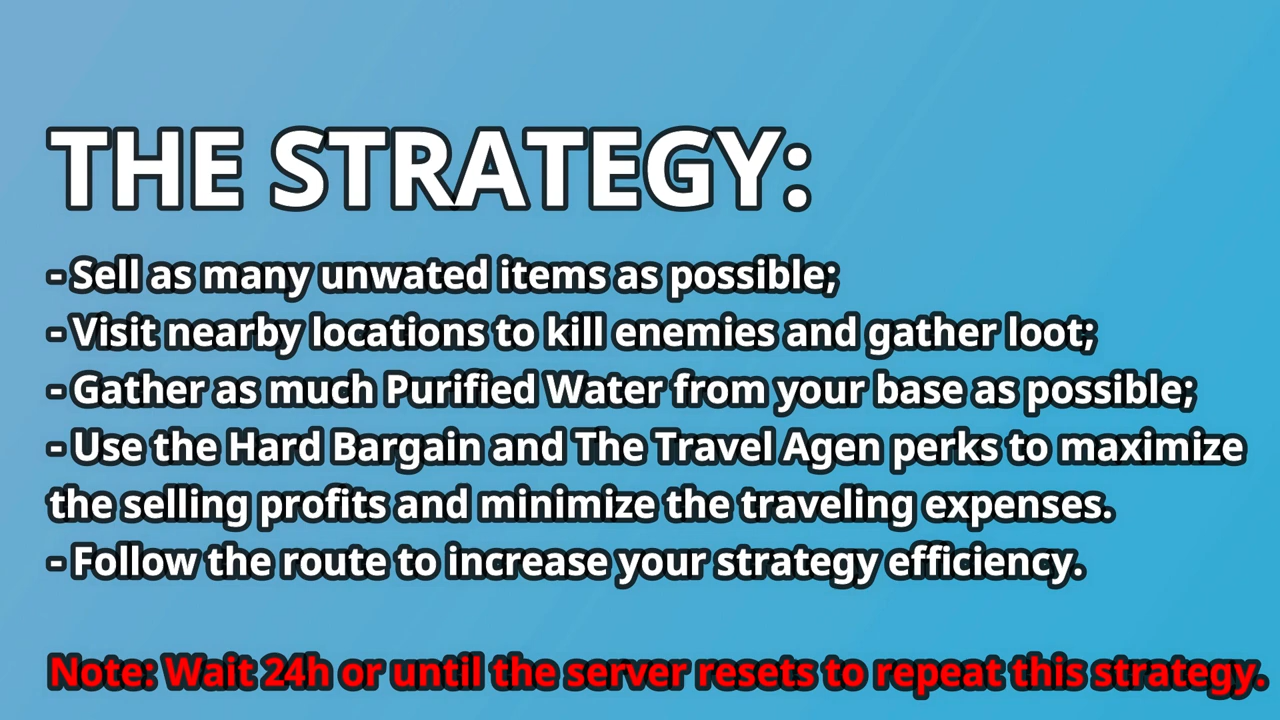 THE STRATEGY:
- Sell as many unwated items as possible;
- Visit nearby locations to kill enemies and gather loot;
- Gather as much Purified Water from your base as possible;
- Use the Hard Bargain and The Travel Agen perks to maximize
the selling profits and minimize the traveling expenses.
- Follow the route to increase your strategy efficiency.
Note: Wait 24h or until the server resets to repeat this strategy.